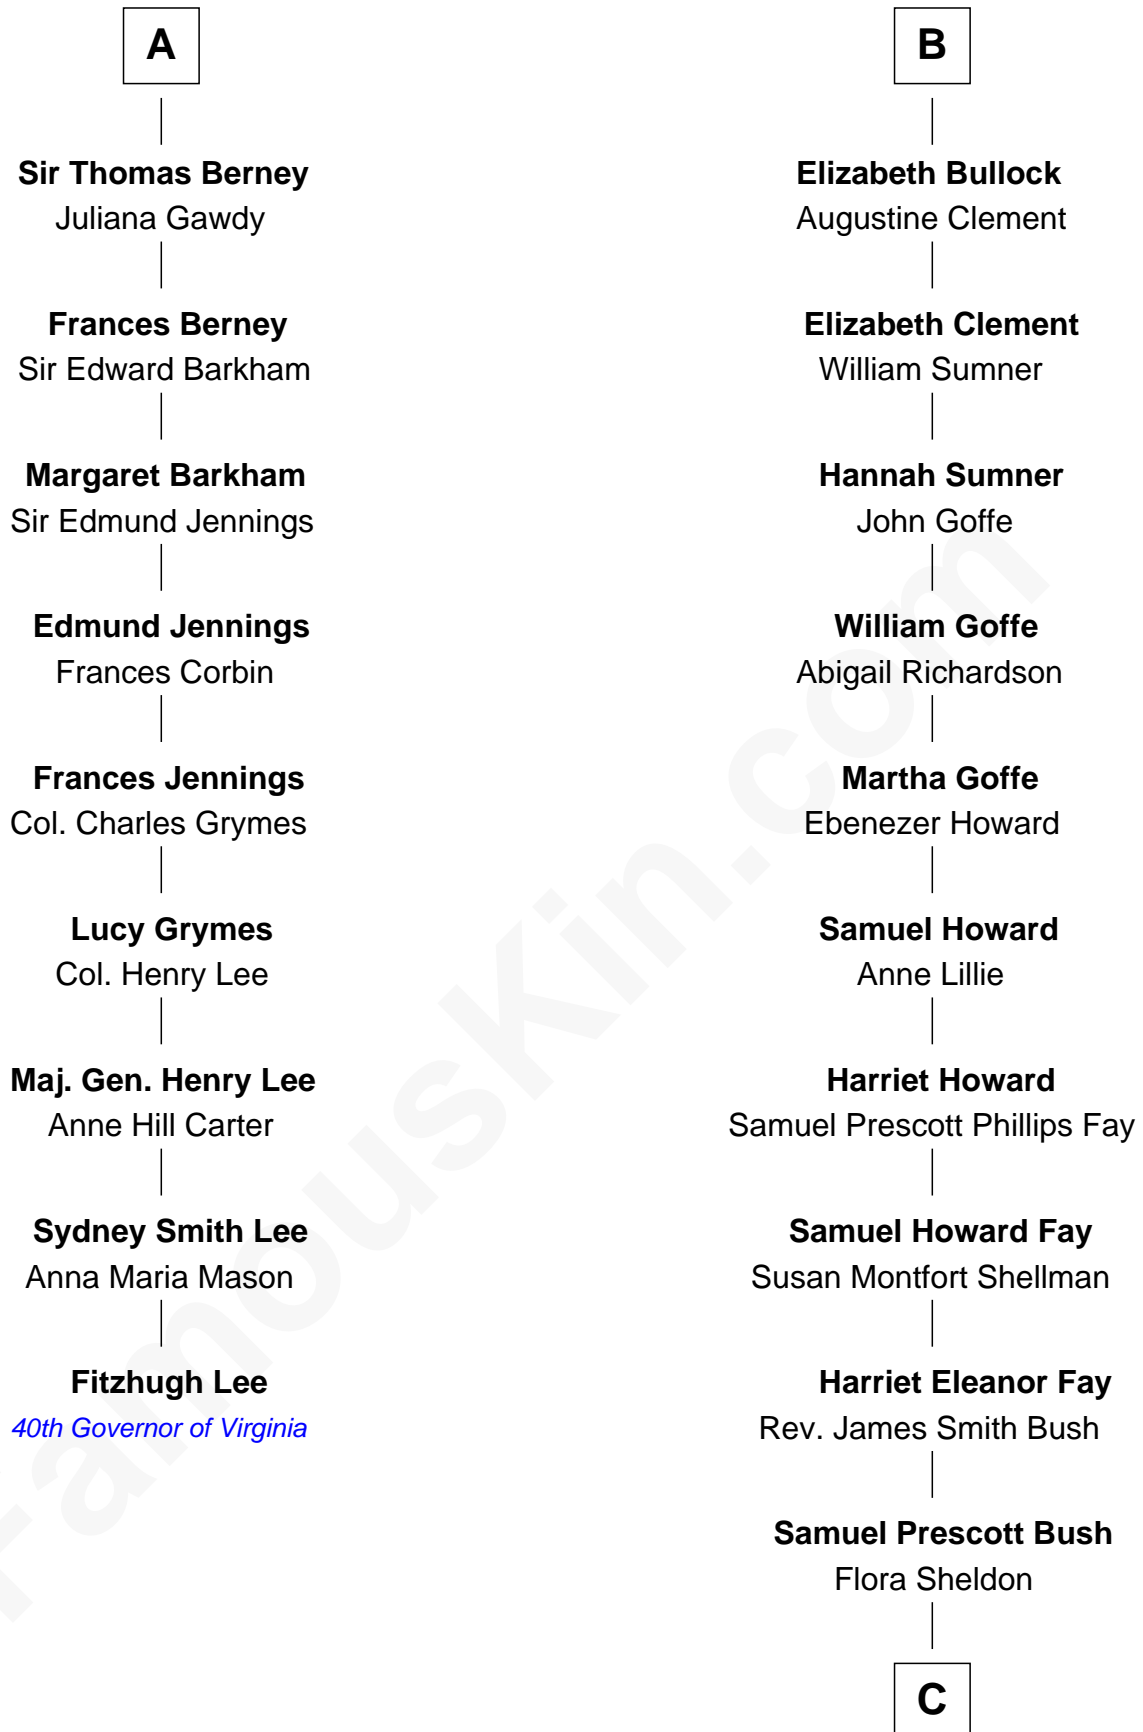 A
Sir Thomas Berney
Juliana Gawdy
Frances Berney
Sir Edward Barkham
Margaret Barkham
Sir Edmund Jennings
Edmund Jennings
Frances Corbin
Frances Jennings
Col. Charles Grymes
Lucy Grymes
Col. Henry Lee
Maj. Gen. Henry Lee
Anne Hill Carter
Sydney Smith Lee
Anna Maria Mason
Fitzhugh Lee
40th Governor of Virginia
B
Elizabeth Bullock
Augustine Clement
Elizabeth Clement
William Sumner
Hannah Sumner
John Goffe
William Goffe
Abigail Richardson
Martha Goffe
Ebenezer Howard
Samuel Howard
Anne Lillie
Harriet Howard
Samuel Prescott Phillips Fay
Samuel Howard Fay
Susan Montfort Shellman
Harriet Eleanor Fay
Rev. James Smith Bush
Samuel Prescott Bush
Flora Sheldon
C
FamousKin.com